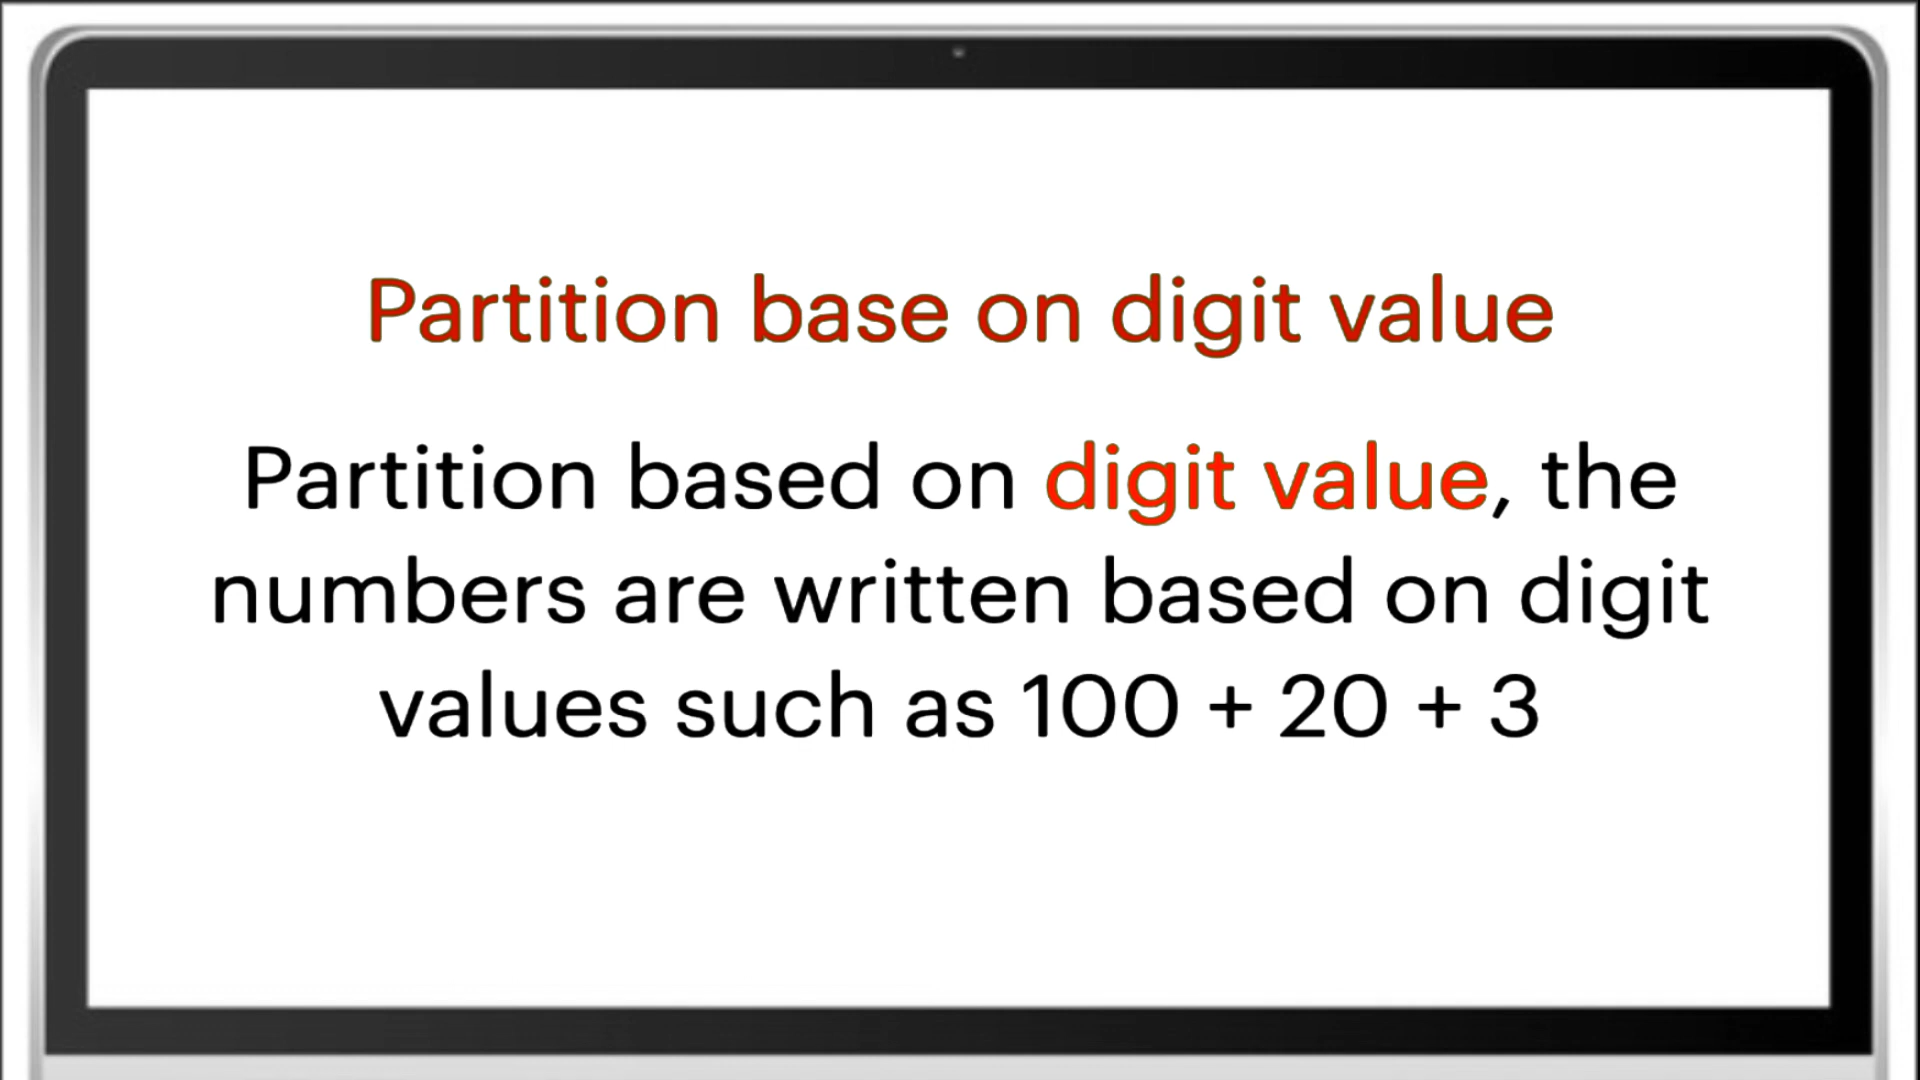 Partition base on digit value
Partition based on digit value, the
numbers are written based on digit
values such as 100 + 20 + 3